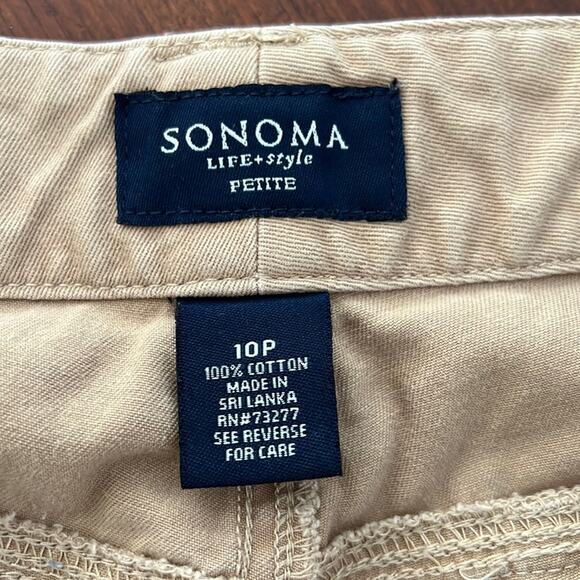 SONOMA
LIFE+style
PETITE
10P
100% COTTON
MADE IN
SRI LANKA
RN#73277
SEE REVERSE
FOR CARE